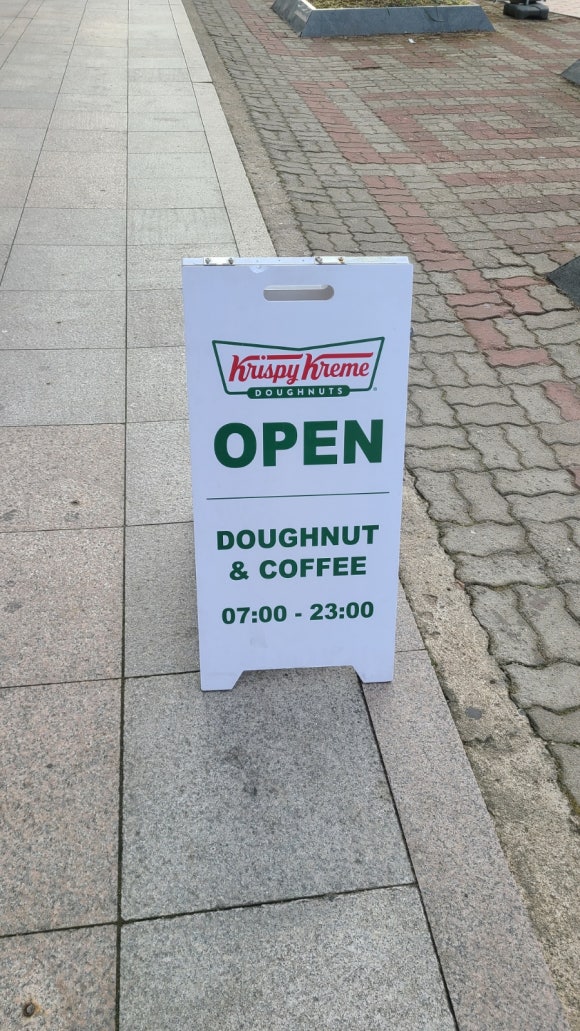 Krispy Kreme
DOUGHNUTS
OPEN
DOUGHNUT
& COFFEE
07:00 - 23:00